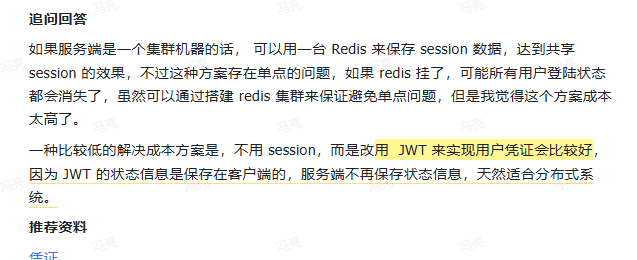 追问回答
如果服务端是一个集群机器的话， 可以用一台 Redis 来保存 session 数据，达到共享
session 的效果，不过这种方案存在单点的问题，如果 redis 挂了，可能所有用户登陆状态
都会消失了，虽然可以通过搭建 redis 集群来保证避免单点问题，但是我觉得这个方案成本
太高了。
一种比较低的解决成本方案是，不用 session，而是改用 JWT 来实现用户凭证会比较好，
因为 JWT 的状态信息是保存在客户端的，服务端不再保存状态信息，天然适合分布式系
统。
推荐资料
凭证